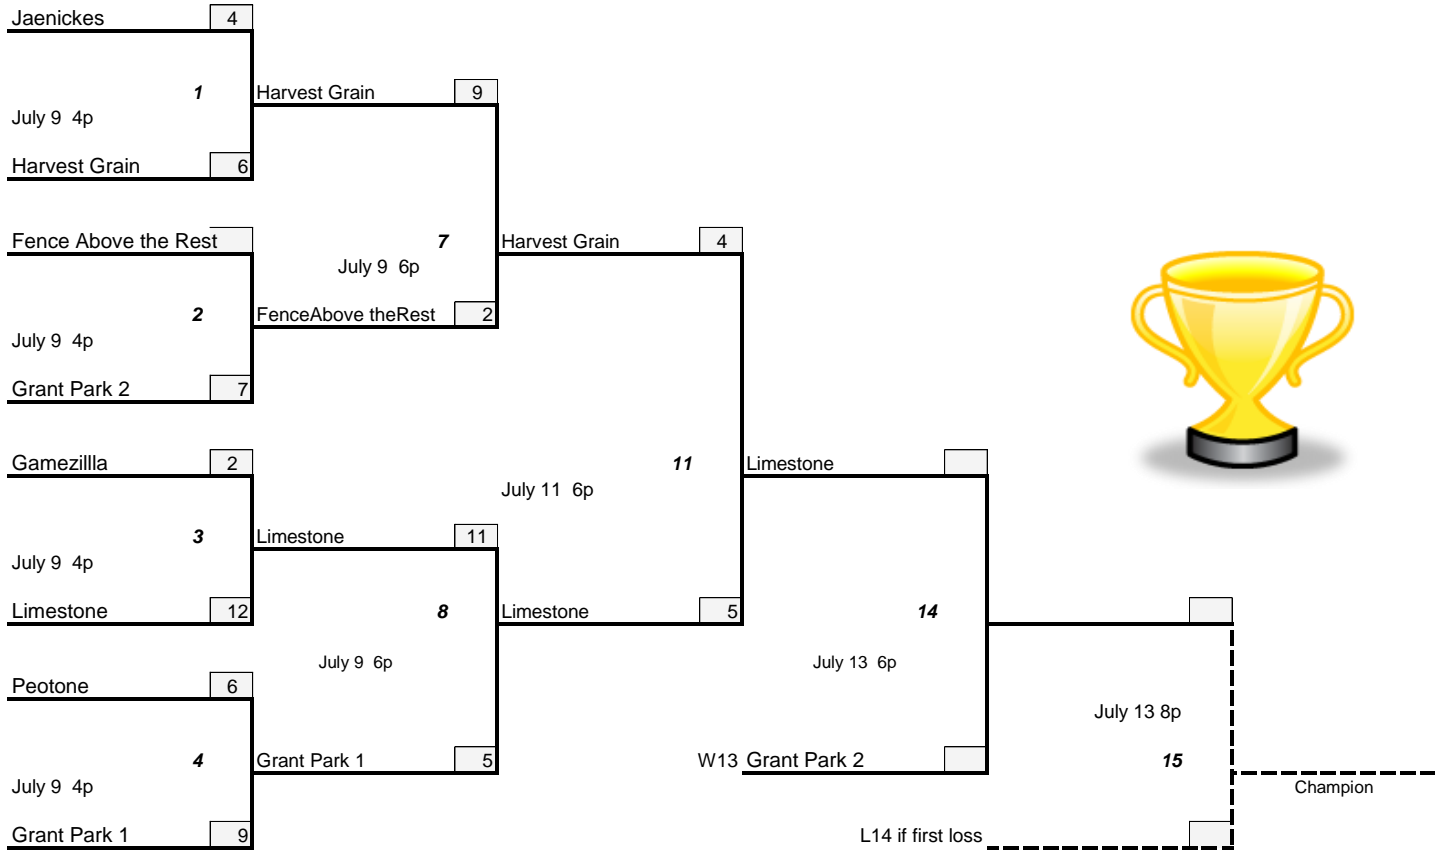 Jaenickes 4
1 Harvest Grain 9
July 9 4p
Harvest Grain 6
Fence Above the Rest 7 Harvest Grain 4
July 9 6p
2 FenceAbove theRest 2
July 9 4p
Grant Park 2 7
Gamezillla 2 11 Limestone
July 11 6p
3 Limestone 11
July 9 4p
Limestone 12 8 Limestone 5 14
July 9 6p July 13 6p
Peotone 6
July 13 8p
4 Grant Park 1 5 W13 Grant Park 2 15
July 9 4p Champion
Grant Park 1 9 L14 if first loss